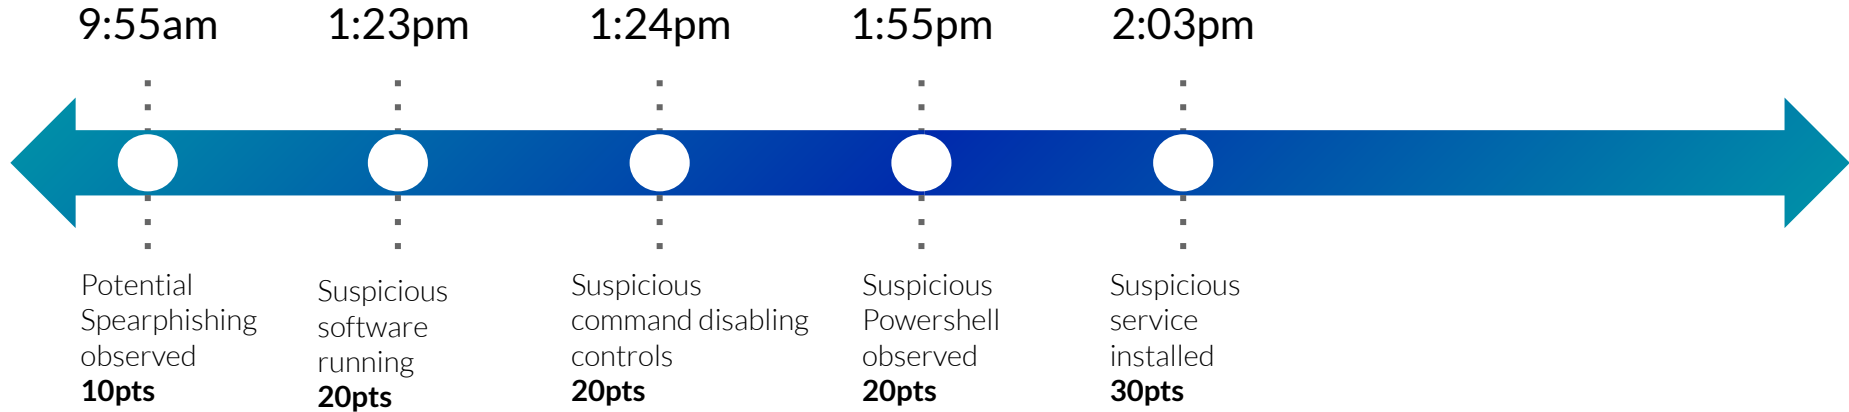 9:55am
1:23pm
1:24pm
1:55pm
2:03pm
Potential
Spearphishing
observed
10pts
Suspicious
software
running
20pts
Suspicious
command disabling
controls
20pts
Suspicious
Powershell
observed
20pts
Suspicious
service
installed
30pts